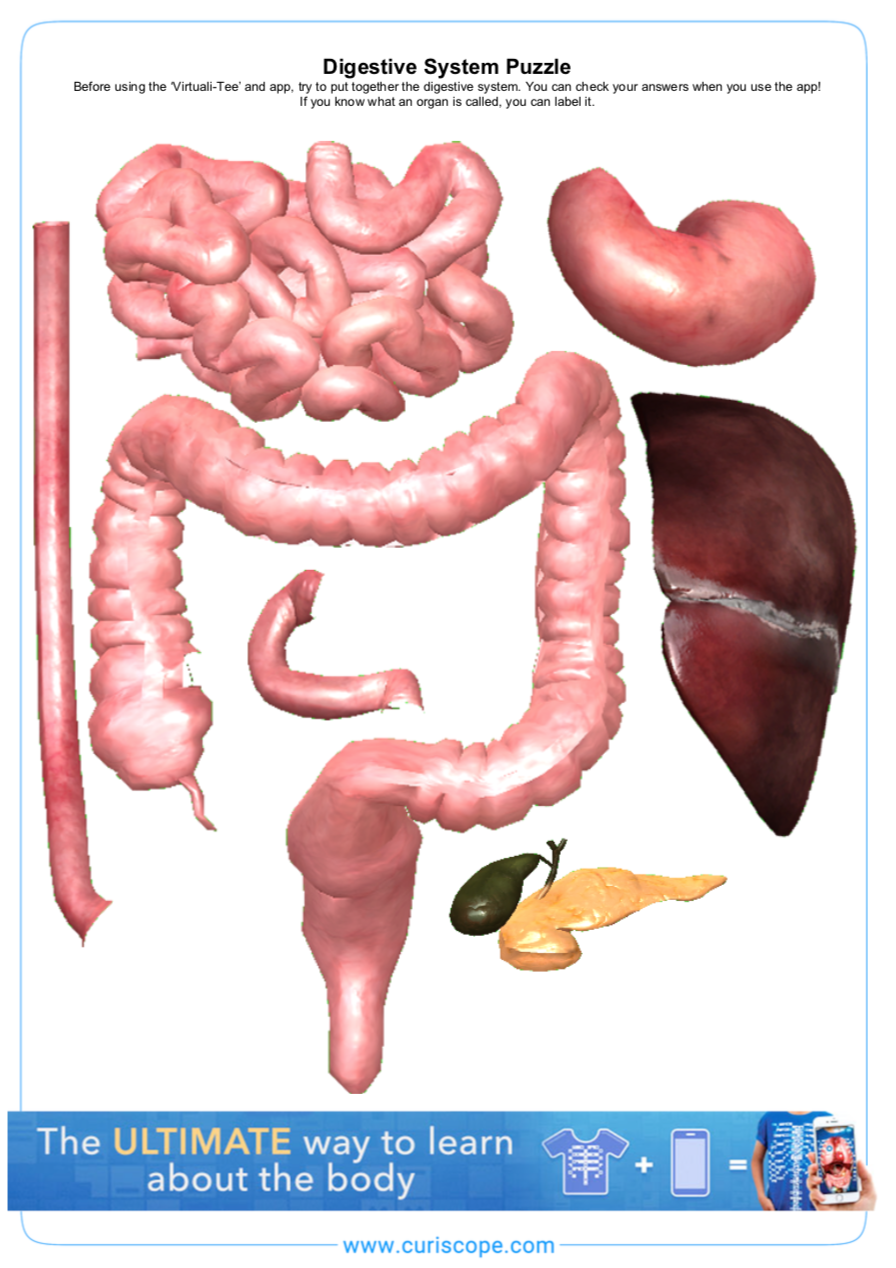 Digestive System Puzzle
Before using the ‘Virtuali-Tee’ and app, try to put together the digestive system. You can check your answers when you use the app!
If you know what an organ is called, you can label it.
The ULTIMATE way to learn
about the body
+ =
www.curiscope.com